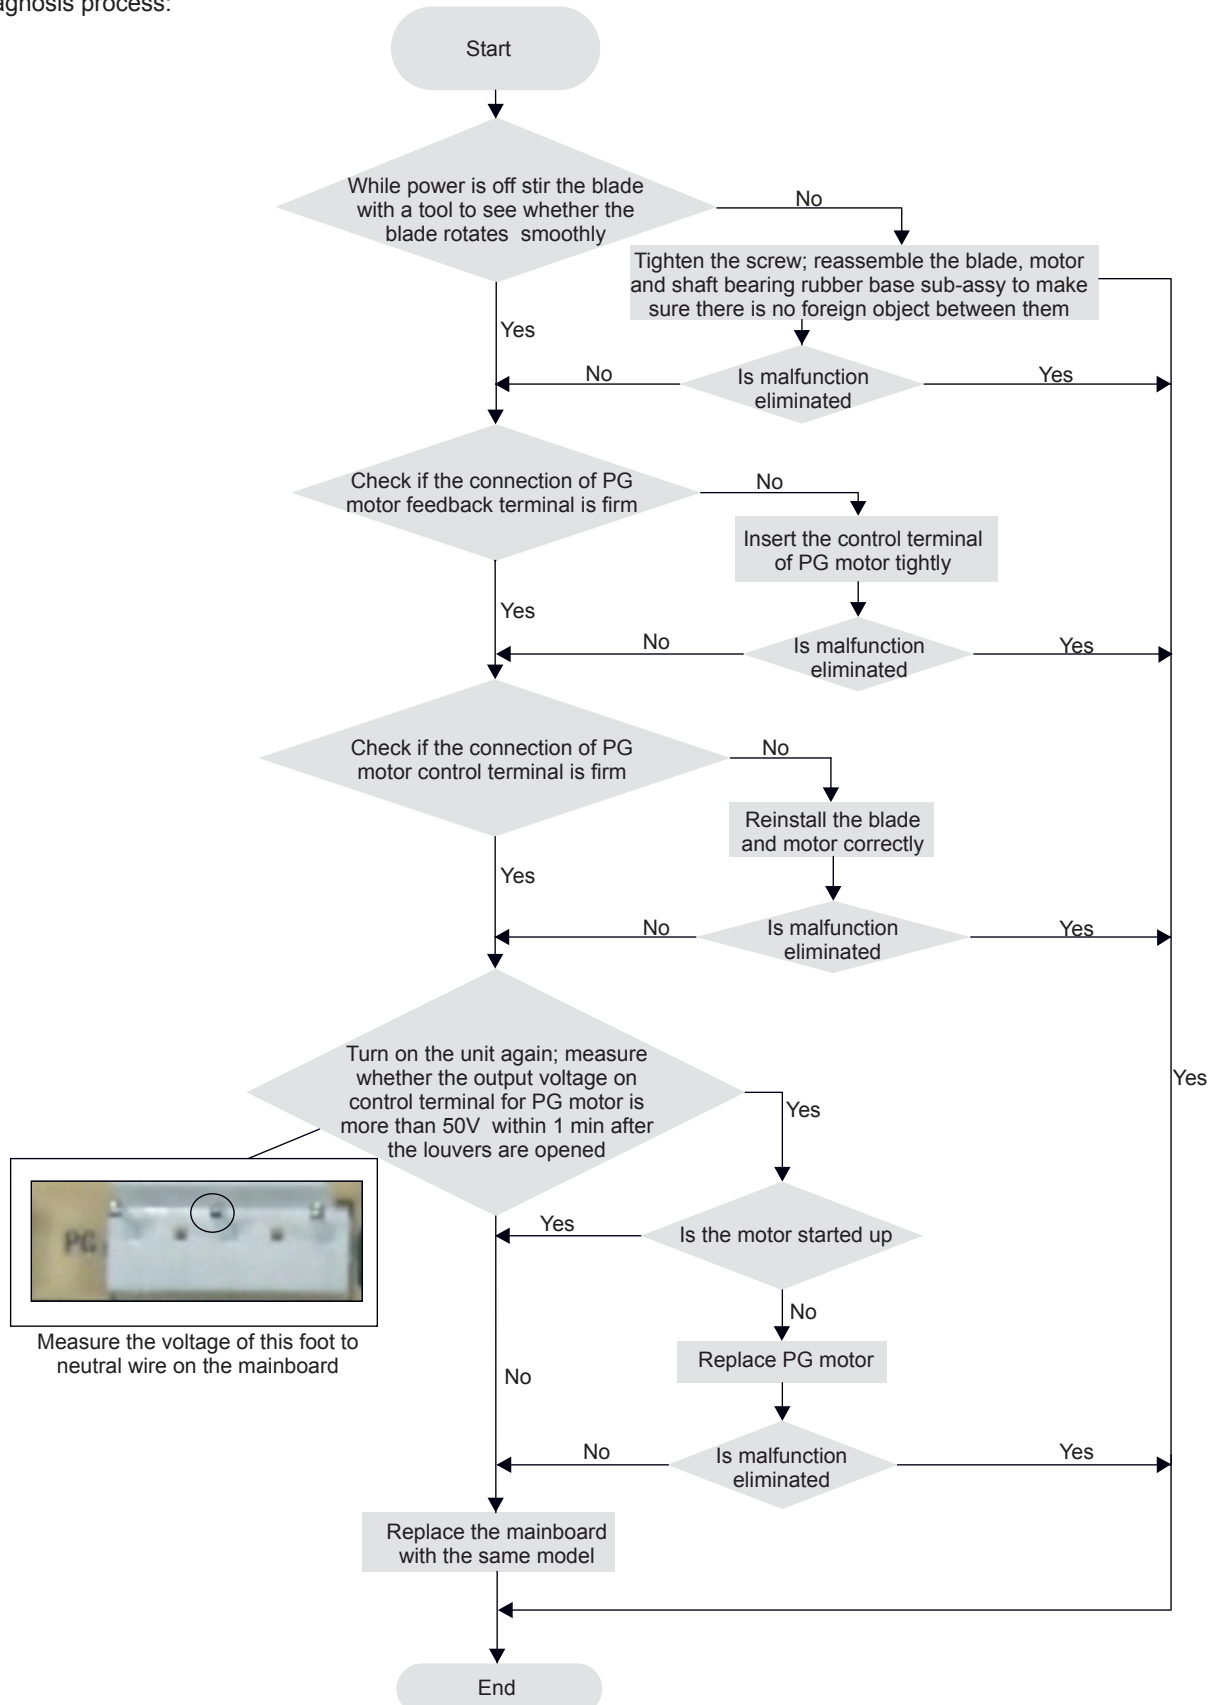 agnosis process:
Start
While power is off stir the blade
with a tool to see whether the
blade rotates smoothly
No
Tighten the screw; reassemble the blade, motor
and shaft bearing rubber base sub-assy to make
sure there is no foreign object between them
Yes
No
Is malfunction
eliminated
Yes
Check if the connection of PG
motor feedback terminal is firm
No
Insert the control terminal
of PG motor tightly
Yes
No
Is malfunction
eliminated
Yes
Check if the connection of PG
motor control terminal is firm
No
Reinstall the blade
and motor correctly
Yes
No
Is malfunction
eliminated
Yes
Turn on the unit again; measure
whether the output voltage on
control terminal for PG motor is
more than 50V within 1 min after
the louvers are opened
Yes
Yes
PG
Measure the voltage of this foot to
neutral wire on the mainboard
Yes
Is the motor started up
No
Replace PG motor
No
No
Is malfunction
eliminated
Yes
Replace the mainboard
with the same model
End